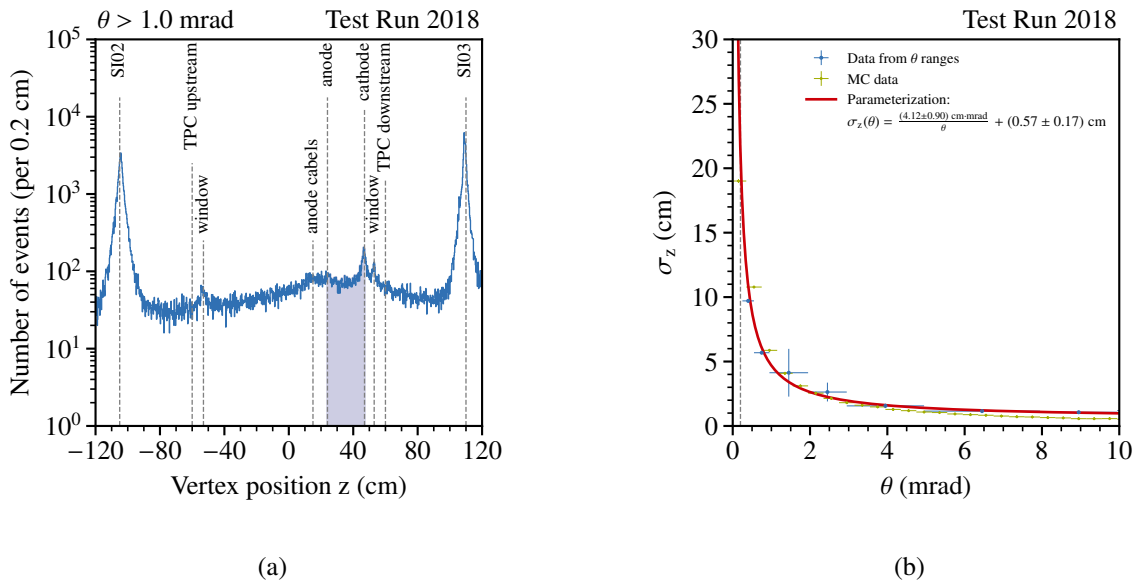 θ > 1.0 mrad Test Run 2018
Number of events (per 0.2 cm)
10^5
10^4
10^3
10^2
10^1
10^0
SI02
TPC upstream
window
anode cabels
anode
cathode
window
TPC downstream
SI03
−120 −80 −40 0 40 80 120
Vertex position z (cm)
(a)
Test Run 2018
σ_z (cm)
30
25
20
15
10
5
0
Data from θ ranges
MC data
Parameterization:
σ_z(θ) = (4.12±0.90) cm·mrad / θ + (0.57 ± 0.17) cm
0 2 4 6 8 10
θ (mrad)
(b)